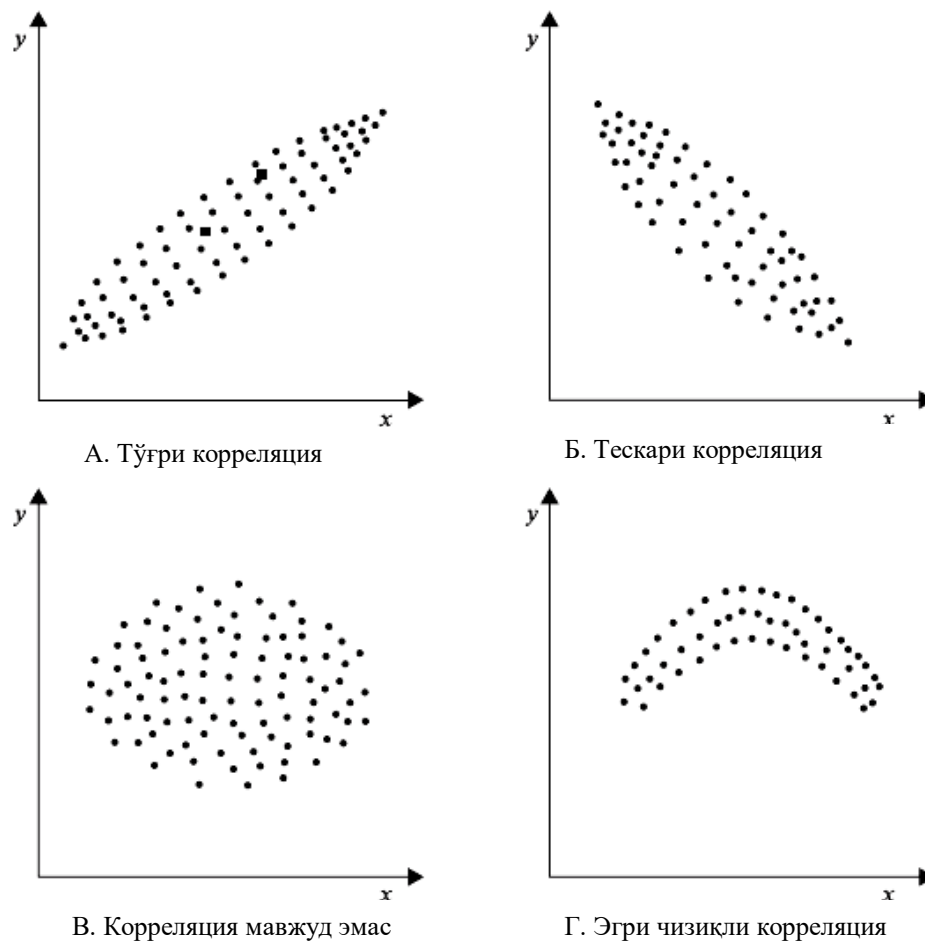 y
y
x
x
А. Тўғри корреляция
Б. Тескари корреляция
y
y
x
x
В. Корреляция мавжуд эмас
Г. Эгри чизиқли корреляция